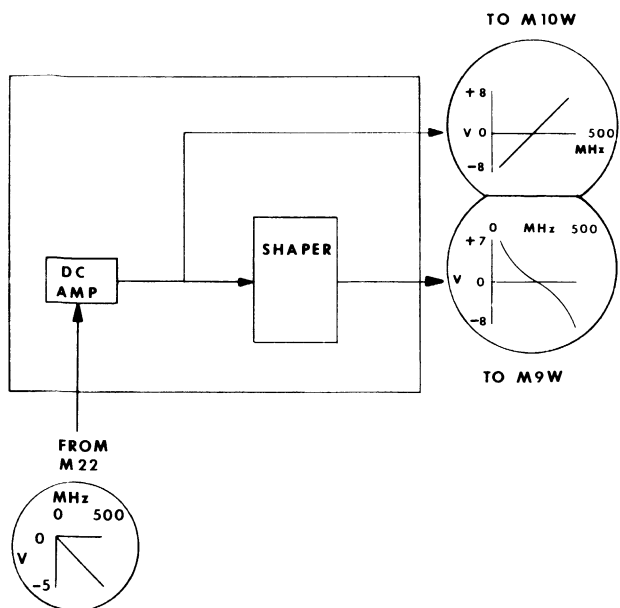 TO M10W
+8
V 0
500
MHz
-8
SHAPER
0 MHz 500
+7
V 0
-8
DC
AMP
TO M9W
FROM
M22
MHz
0 500
0
V
-5